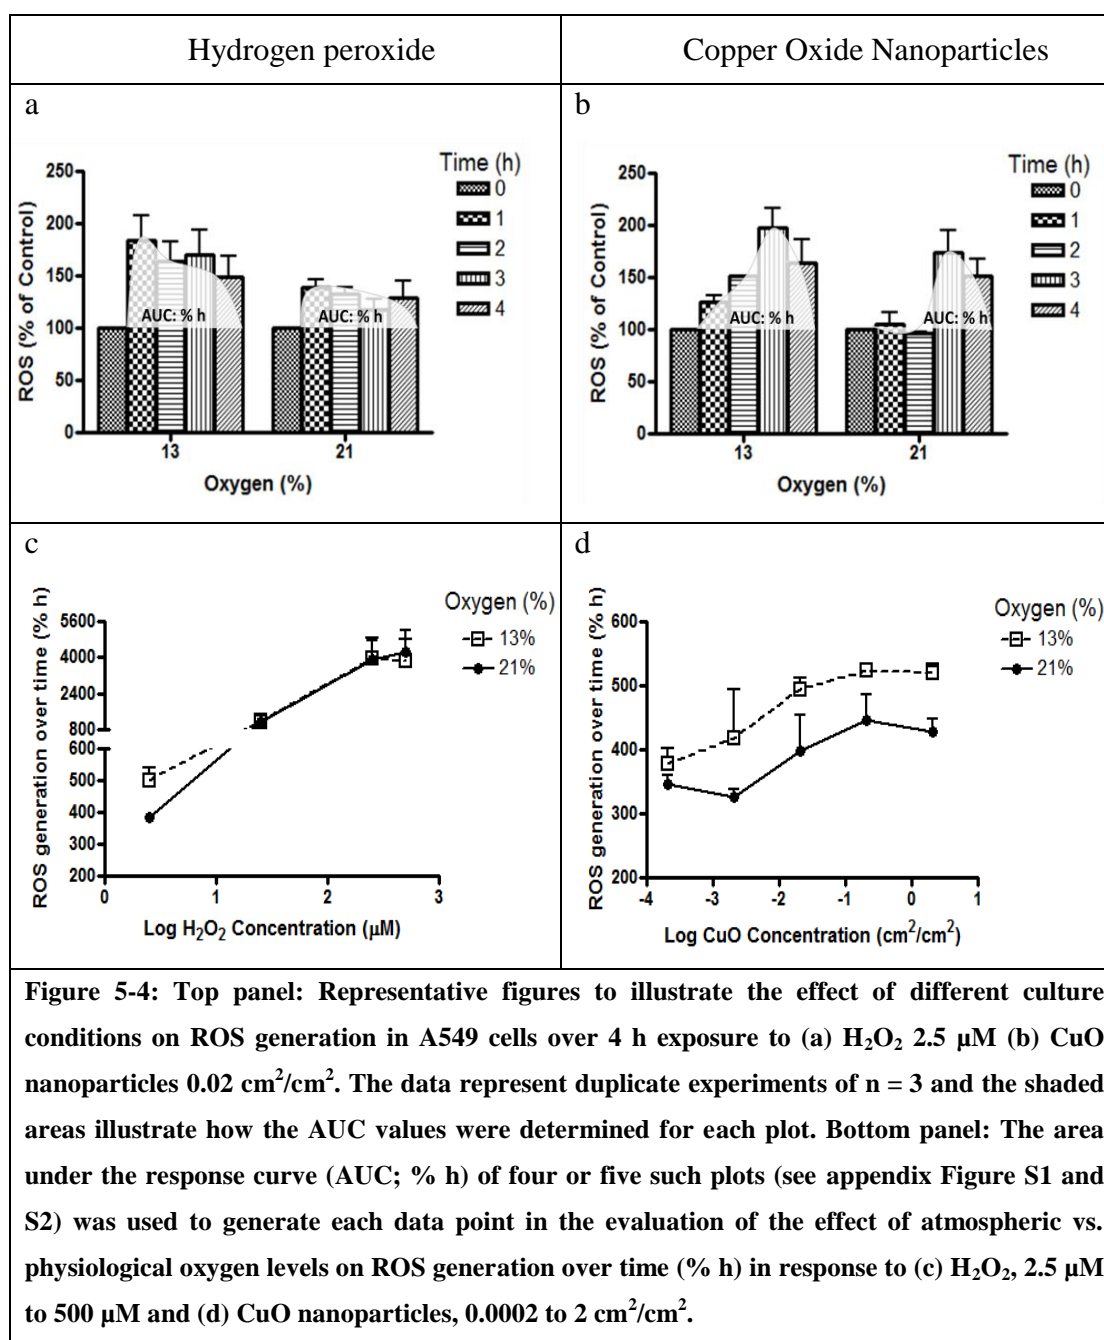 Hydrogen peroxide
Copper Oxide Nanoparticles
a
ROS (% of Control)
250
200
150
100
50
0
AUC: % h
AUC: % h
13
21
Oxygen (%)
Time (h)
0
1
2
3
4
b
ROS (% of Control)
250
200
150
100
50
0
AUC: % h
AUC: % h
13
21
Oxygen (%)
Time (h)
0
1
2
3
4
c
ROS generation over time (% h)
5600
4000
2400
800
600
500
400
300
200
0
1
2
3
Log H₂O₂ Concentration (µM)
Oxygen (%)
13%
21%
d
ROS generation over time (% h)
600
500
400
300
200
-4
-3
-2
-1
0
1
Log CuO Concentration (cm²/cm²)
Oxygen (%)
13%
21%
Figure 5-4: Top panel: Representative figures to illustrate the effect of different culture
conditions on ROS generation in A549 cells over 4 h exposure to (a) H₂O₂ 2.5 µM (b) CuO
nanoparticles 0.02 cm²/cm². The data represent duplicate experiments of n = 3 and the shaded
areas illustrate how the AUC values were determined for each plot. Bottom panel: The area
under the response curve (AUC; % h) of four or five such plots (see appendix Figure S1 and
S2) was used to generate each data point in the evaluation of the effect of atmospheric vs.
physiological oxygen levels on ROS generation over time (% h) in response to (c) H₂O₂, 2.5 µM
to 500 µM and (d) CuO nanoparticles, 0.0002 to 2 cm²/cm².